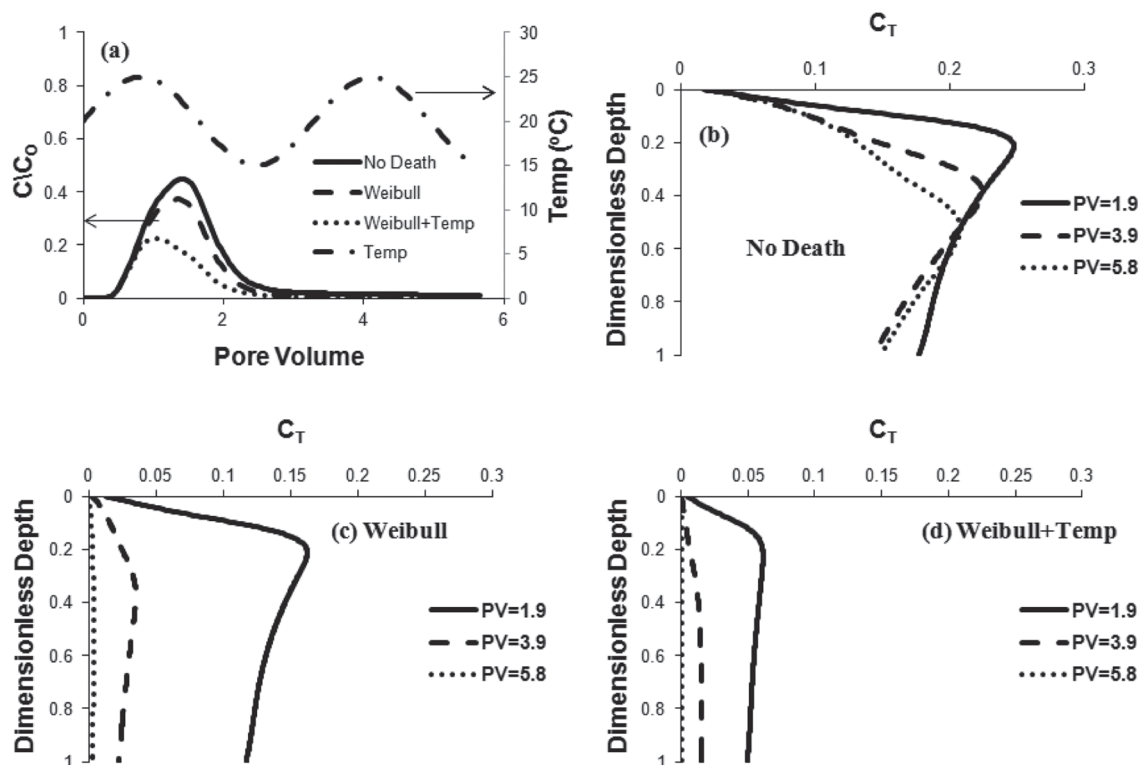 (a)
C\C₀
1
0.8
0.6
0.4
0.2
0
0 2 4 6
Pore Volume
30
25
20
15
10
5
0
Temp (°C)
No Death
Weibull
Weibull+Temp
Temp
C_T
0 0.1 0.2 0.3
Dimensionless Depth
0
0.2
0.4
0.6
0.8
1
(b)
No Death
PV=1.9
PV=3.9
PV=5.8
C_T
0 0.05 0.1 0.15 0.2 0.25 0.3
Dimensionless Depth
0
0.2
0.4
0.6
0.8
1
(c) Weibull
PV=1.9
PV=3.9
PV=5.8
C_T
0 0.05 0.1 0.15 0.2 0.25 0.3
Dimensionless Depth
0
0.2
0.4
0.6
0.8
1
(d) Weibull+Temp
PV=1.9
PV=3.9
PV=5.8